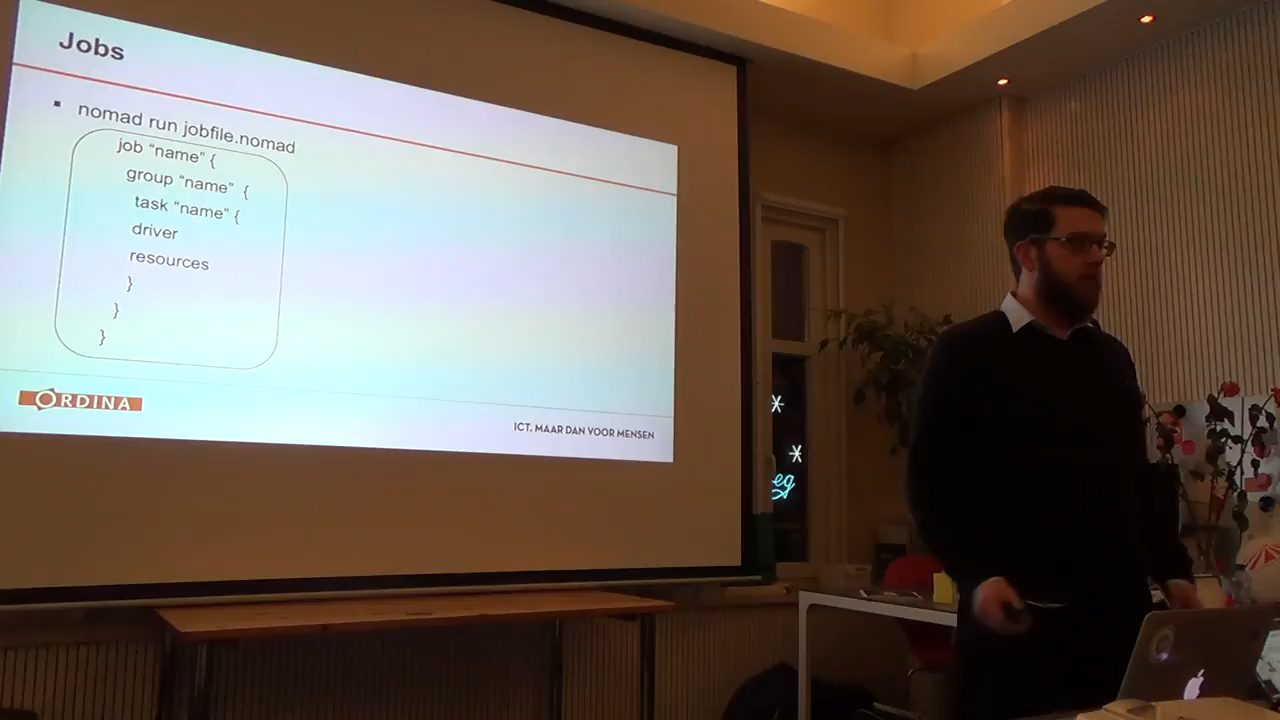 Jobs
nomad run jobfile.nomad
job “name” {
group “name” {
task “name” {
driver
resources
}
}
}
ORDINA
ICT. MAAR DAN VOOR MENSEN
eg